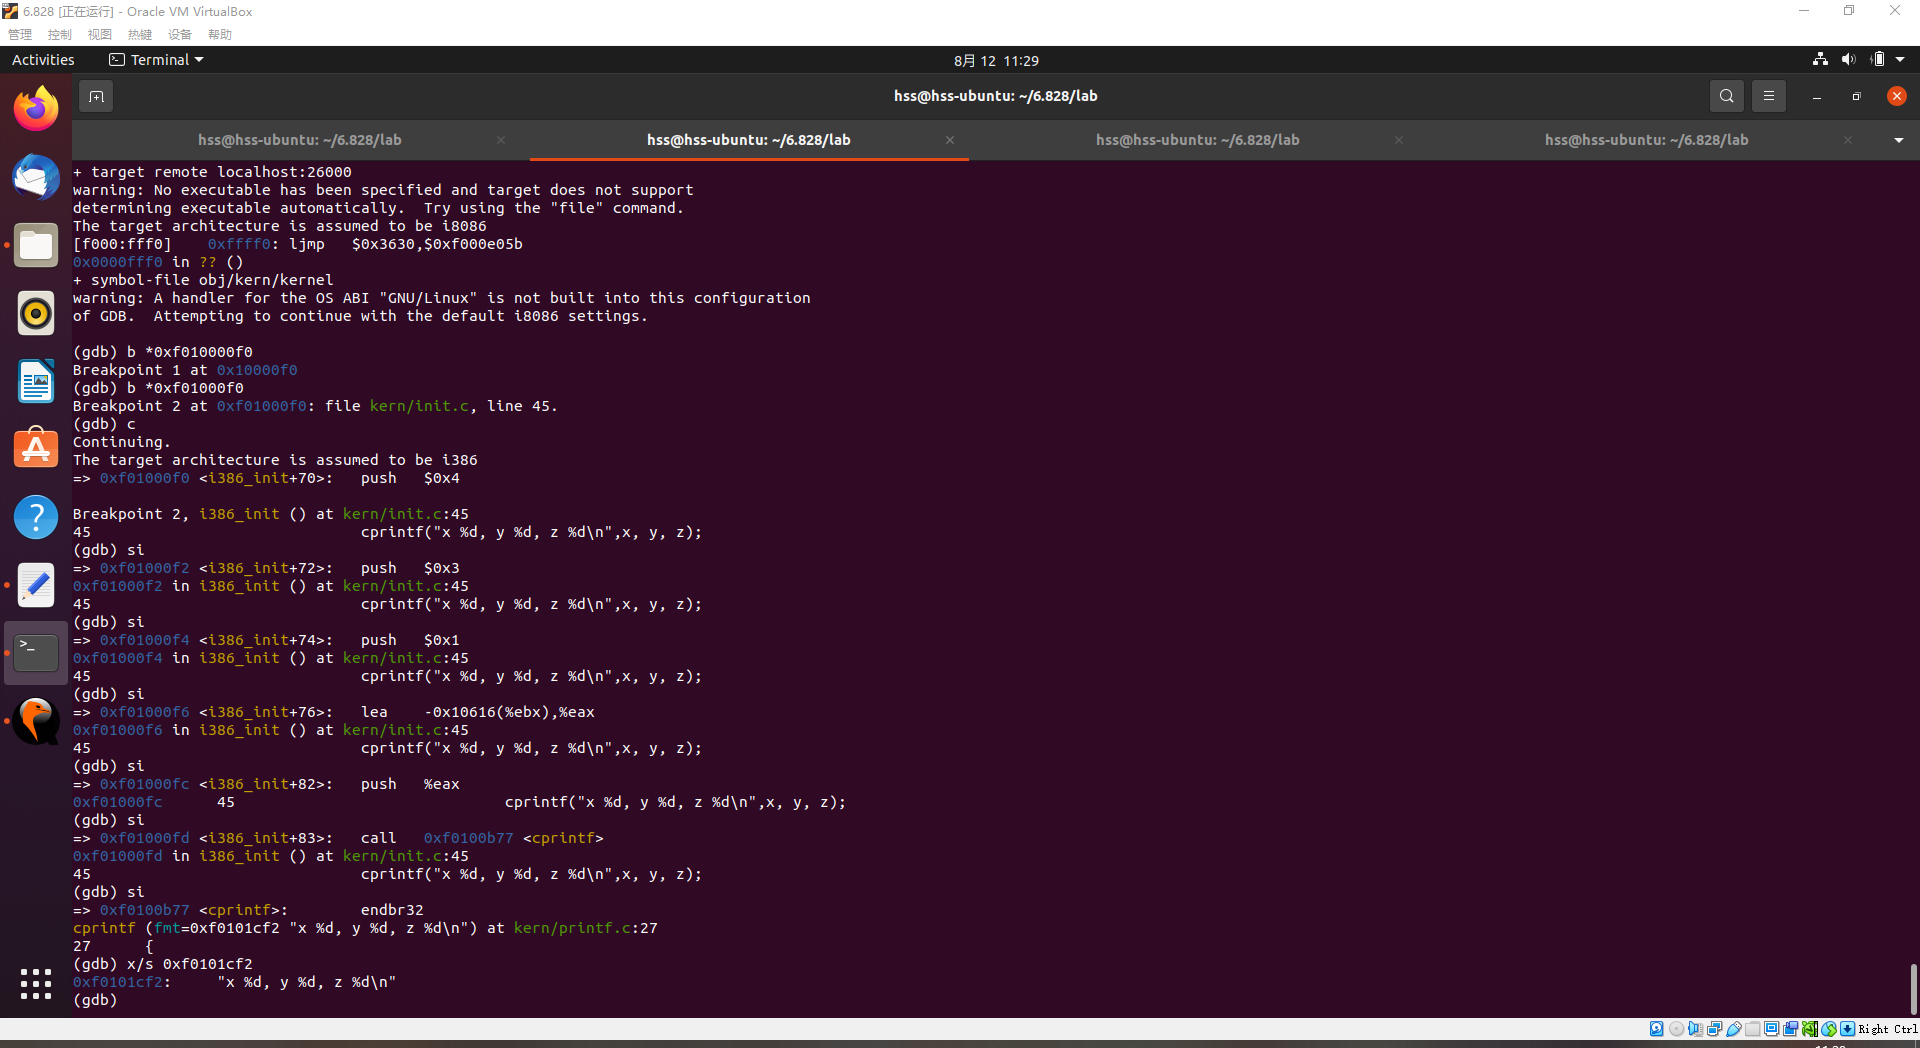 6.828 [正在运行] - Oracle VM VirtualBox
管理 控制 视图 热键 设备 帮助
Activities Terminal 8月 12 11:29
hss@hss-ubuntu: ~/6.828/lab
hss@hss-ubuntu: ~/6.828/lab hss@hss-ubuntu: ~/6.828/lab hss@hss-ubuntu: ~/6.828/lab hss@hss-ubuntu: ~/6.828/lab
+ target remote localhost:26000
warning: No executable has been specified and target does not support
determining executable automatically.  Try using the "file" command.
The target architecture is assumed to be i8086
[f000:fff0]    0xffff0: ljmp   $0x3630,$0xf000e05b
0x0000fff0 in ?? ()
+ symbol-file obj/kern/kernel
warning: A handler for the OS ABI "GNU/Linux" is not built into this configuration
of GDB.  Attempting to continue with the default i8086 settings.
(gdb) b *0xf010000f0
Breakpoint 1 at 0x10000f0
(gdb) b *0xf01000f0
Breakpoint 2 at 0xf01000f0: file kern/init.c, line 45.
(gdb) c
Continuing.
The target architecture is assumed to be i386
=> 0xf01000f0 <i386_init+70>:   push   $0x4
Breakpoint 2, i386_init () at kern/init.c:45
45                              cprintf("x %d, y %d, z %d\n",x, y, z);
(gdb) si
=> 0xf01000f2 <i386_init+72>:   push   $0x3
0xf01000f2 in i386_init () at kern/init.c:45
45                              cprintf("x %d, y %d, z %d\n",x, y, z);
(gdb) si
=> 0xf01000f4 <i386_init+74>:   push   $0x1
0xf01000f4 in i386_init () at kern/init.c:45
45                              cprintf("x %d, y %d, z %d\n",x, y, z);
(gdb) si
=> 0xf01000f6 <i386_init+76>:   lea    -0x10616(%ebx),%eax
0xf01000f6 in i386_init () at kern/init.c:45
45                              cprintf("x %d, y %d, z %d\n",x, y, z);
(gdb) si
=> 0xf01000fc <i386_init+82>:   push   %eax
0xf01000fc      45                              cprintf("x %d, y %d, z %d\n",x, y, z);
(gdb) si
=> 0xf01000fd <i386_init+83>:   call   0xf0100b77 <cprintf>
0xf01000fd in i386_init () at kern/init.c:45
45                              cprintf("x %d, y %d, z %d\n",x, y, z);
(gdb) si
=> 0xf0100b77 <cprintf>:        endbr32
cprintf (fmt=0xf0101cf2 "x %d, y %d, z %d\n") at kern/printf.c:27
27      {
(gdb) x/s 0xf0101cf2
0xf0101cf2:     "x %d, y %d, z %d\n"
(gdb)
Right Ctrl